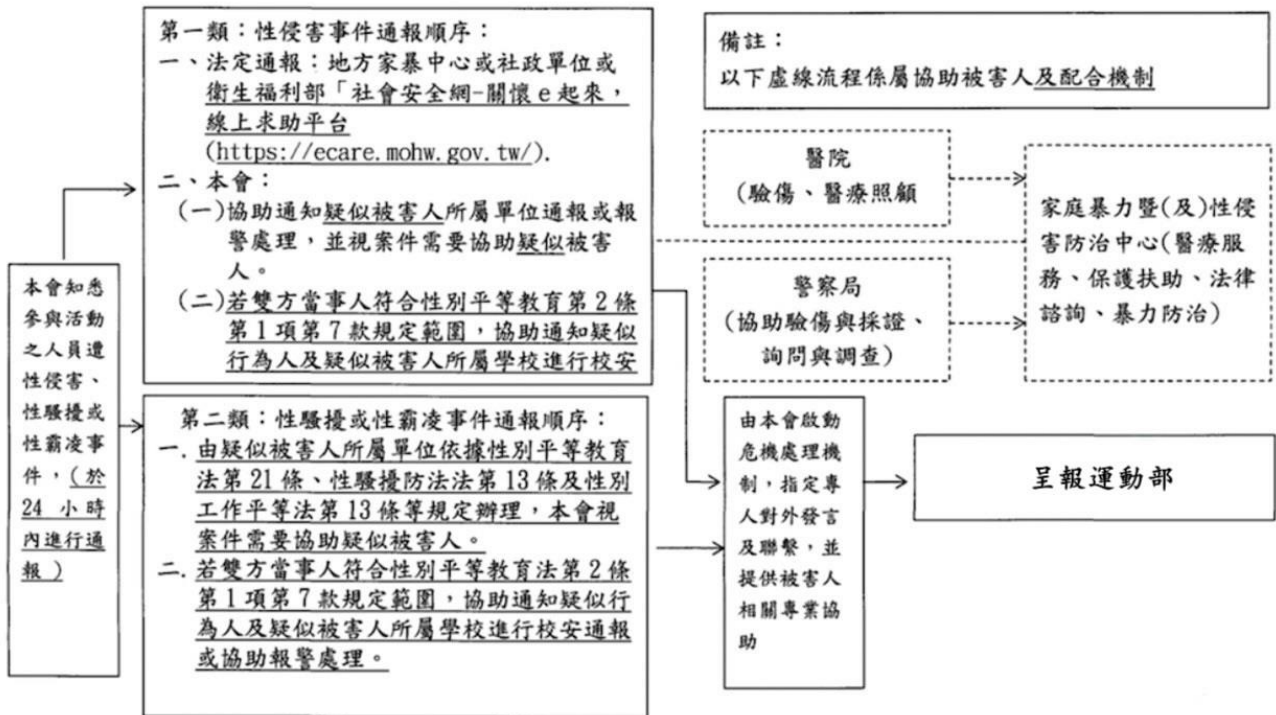 本會知悉
參與活動
之人員遭
性侵害、
性騷擾或
性霸凌事
件，(於
24 小時
內進行通
報)
第一類：性侵害事件通報順序：
一、法定通報：地方家暴中心或社政單位或
衛生福利部「社會安全網-關懷 e 起來，
線上求助平台
(https://ecare.mohw.gov.tw/).
二、本會：
(一)協助通知疑似被害人所屬單位通報或報
警處理，並視案件需要協助疑似被害
人。
(二)若雙方當事人符合性別平等教育第 2 條
第 1 項第 7 款規定範圍，協助通知疑似
行為人及疑似被害人所屬學校進行校安
第二類：性騷擾或性霸凌事件通報順序：
一. 由疑似被害人所屬單位依據性別平等教育
法第 21 條、性騷擾防法法第 13 條及性別
工作平等法第 13 條等規定辦理，本會視
案件需要協助疑似被害人。
二. 若雙方當事人符合性別平等教育法第 2 條
第 1 項第 7 款規定範圍，協助通知疑似行
為人及疑似被害人所屬學校進行校安通報
或協助報警處理。
備註：
以下虛線流程係屬協助被害人及配合機制
醫院
(驗傷、醫療照顧
警察局
(協助驗傷與採證、
詢問與調查)
家庭暴力暨(及)性侵
害防治中心(醫療服
務、保護扶助、法律
諮詢、暴力防治)
由本會啟動
危機處理機
制，指定專
人對外發言
及聯繫，並
提供被害人
相關專業協
助
呈報運動部